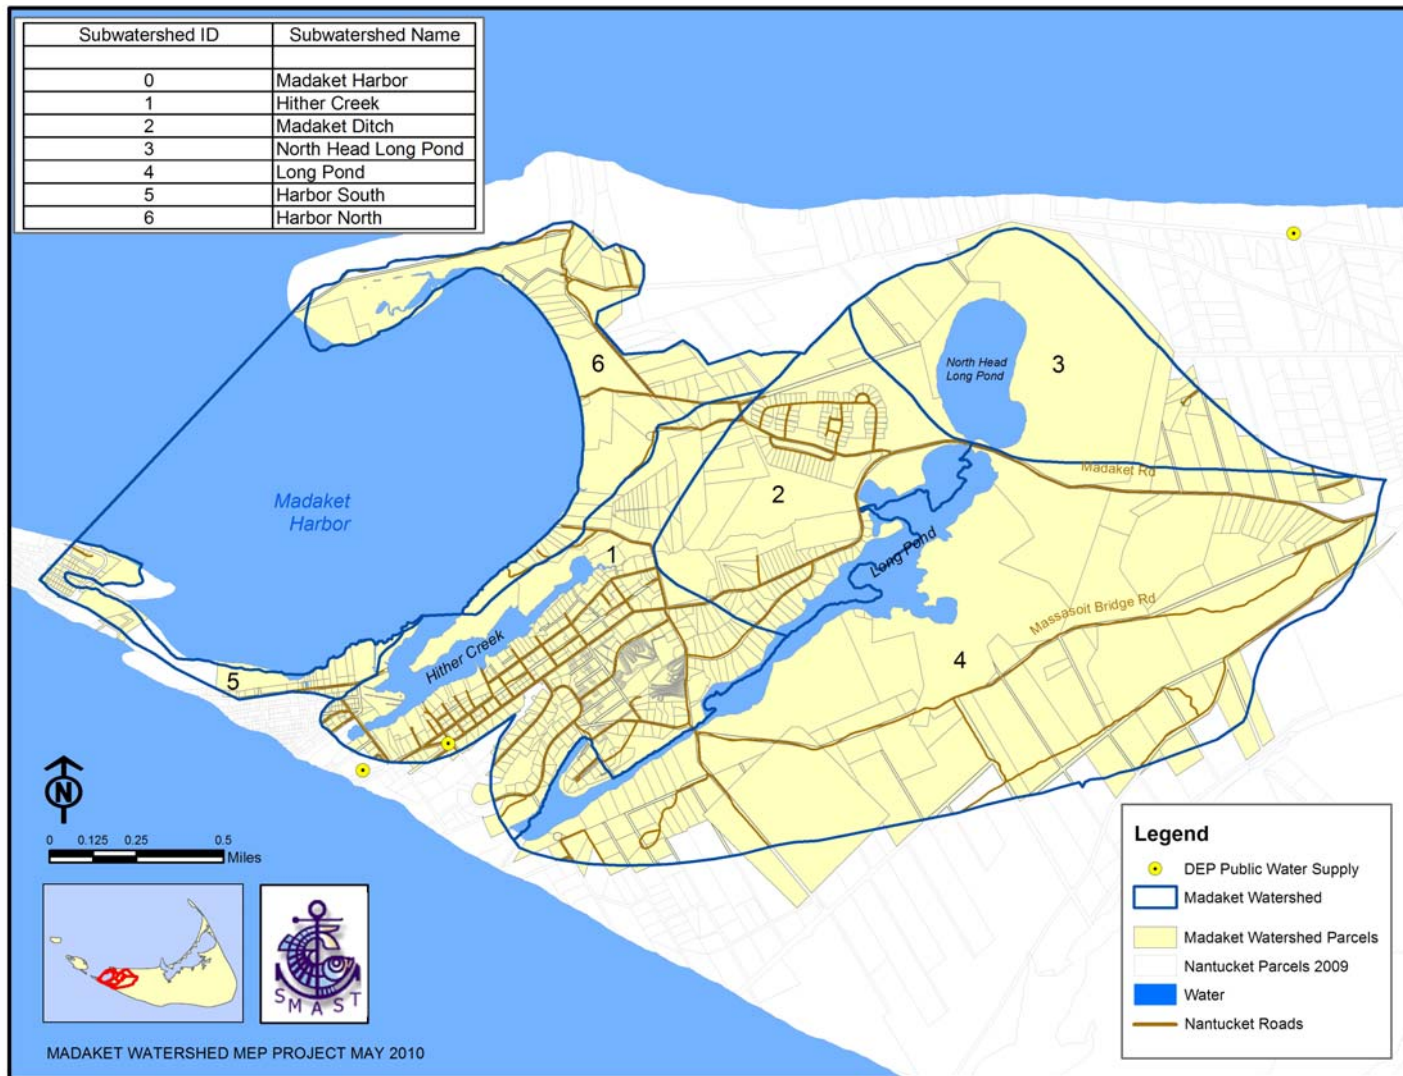 Subwatershed ID Subwatershed Name
0 Madaket Harbor
1 Hither Creek
2 Madaket Ditch
3 North Head Long Pond
4 Long Pond
5 Harbor South
6 Harbor North
6
North Head
Long Pond
3
Madaket Rd
Madaket
Harbor
2
1
Long Pond
Hither Creek
Massasoit Bridge Rd
4
5
N
0 0.125 0.25 0.5
Miles
SMAST
MADAKET WATERSHED MEP PROJECT MAY 2010
Legend
DEP Public Water Supply
Madaket Watershed
Madaket Watershed Parcels
Nantucket Parcels 2009
Water
Nantucket Roads